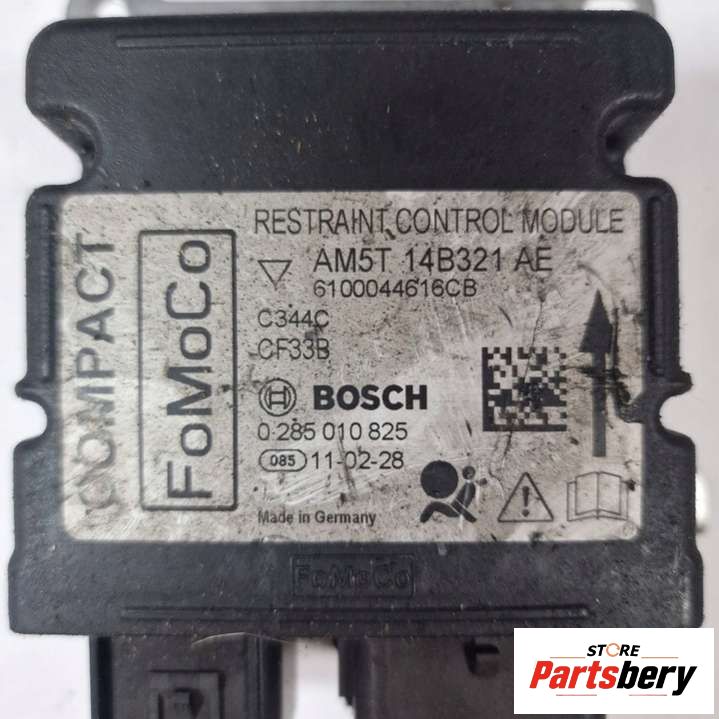 COMPACT
FoMoCo
RESTRAINT CONTROL MODULE
AM5T 14B321 AE
6100044616CB
C344C
CF33B
BOSCH
0 285 010 825
085 11-02-28
Made in Germany
FoMoCo
STORE
Partsbery